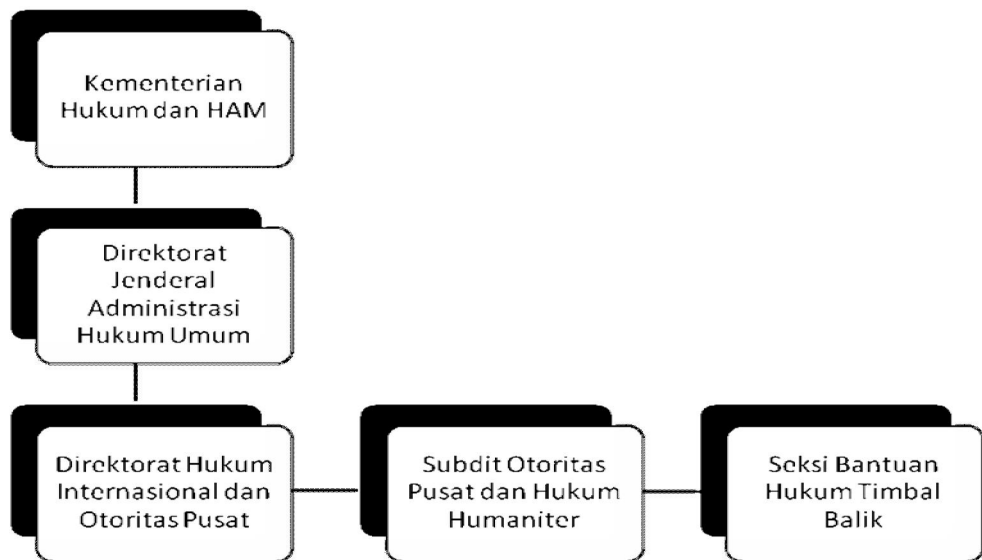 Kementerian
Hukum dan HAM
Direktorat
Jenderal
Administrasi
Hukum Umum
Direktorat Hukum
Internasional dan
Otoritas Pusat
Subdit Otoritas
Pusat dan Hukum
Humaniter
Seksi Bantuan
Hukum Timbal
Balik